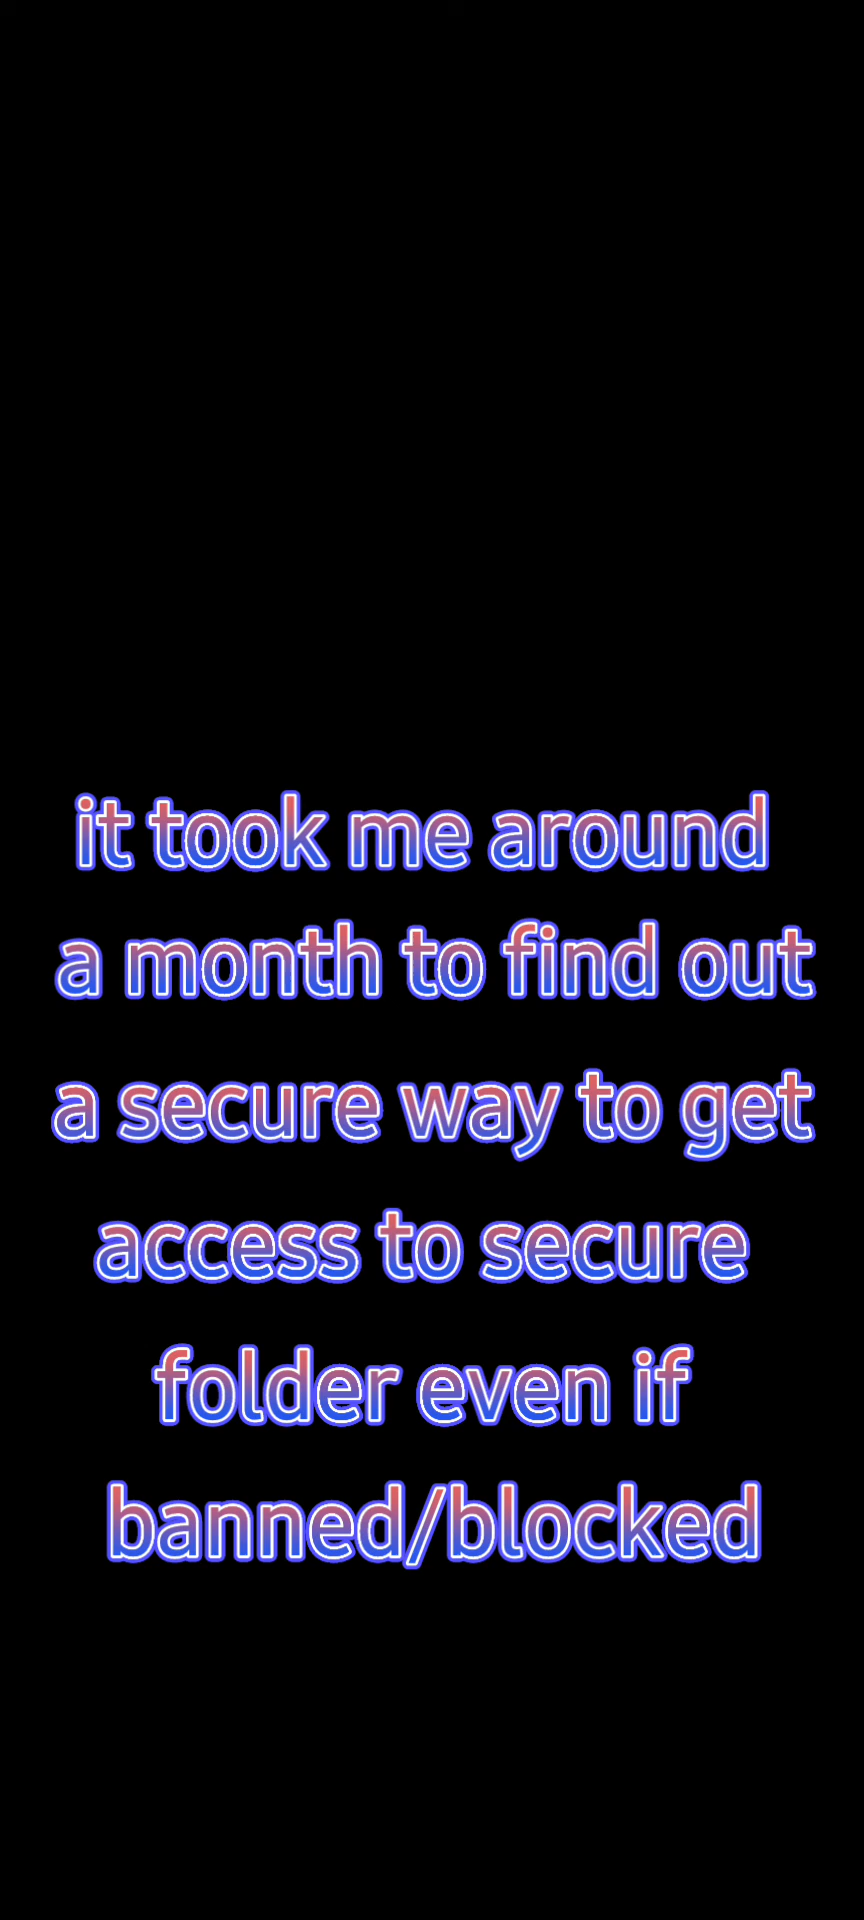 it took me around
a month to find out
a secure way to get
access to secure
folder even if
banned/blocked